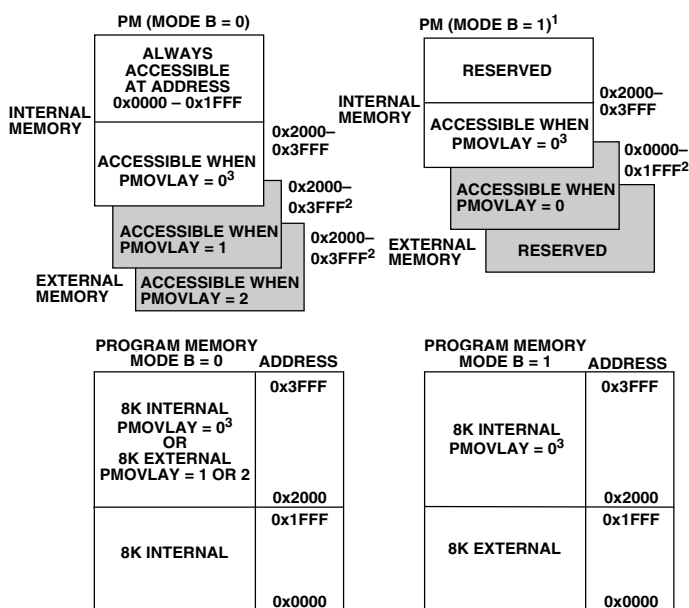 PM (MODE B = 0)
ALWAYS
ACCESSIBLE
AT ADDRESS
0x0000 – 0x1FFF
INTERNAL
MEMORY
0x2000–
0x3FFF
ACCESSIBLE WHEN
PMOVLAY = 0³
0x2000–
0x3FFF²
ACCESSIBLE WHEN
PMOVLAY = 1
0x2000–
0x3FFF²
EXTERNAL
MEMORY
ACCESSIBLE WHEN
PMOVLAY = 2
PM (MODE B = 1)¹
RESERVED
INTERNAL
MEMORY
0x2000–
0x3FFF
ACCESSIBLE WHEN
PMOVLAY = 0³
0x0000–
0x1FFF²
ACCESSIBLE WHEN
PMOVLAY = 0
EXTERNAL
MEMORY
RESERVED
PROGRAM MEMORY
MODE B = 0
ADDRESS
0x3FFF
8K INTERNAL
PMOVLAY = 0³
OR
8K EXTERNAL
PMOVLAY = 1 OR 2
0x2000
0x1FFF
8K INTERNAL
0x0000
PROGRAM MEMORY
MODE B = 1
ADDRESS
0x3FFF
8K INTERNAL
PMOVLAY = 0³
0x2000
0x1FFF
8K EXTERNAL
0x0000